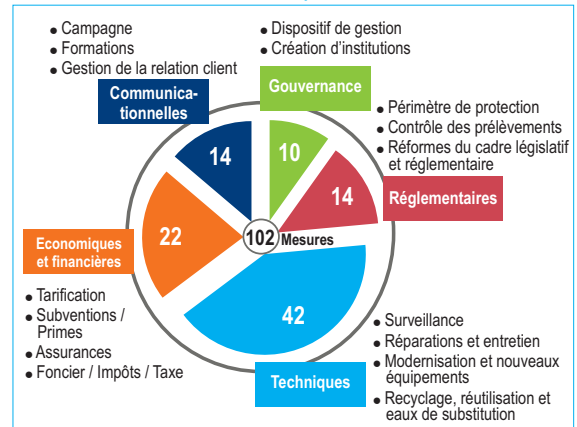 ● Campagne
● Formations
● Gestion de la relation client
Communica-
tionnelles
14
● Dispositif de gestion
● Création d'institutions
Gouvernance
10
● Périmètre de protection
● Contrôle des prélèvements
● Réformes du cadre législatif
et réglementaire
Réglementaires
14
102 Mesures
Economiques
et financières
22
● Tarification
● Subventions /
Primes
● Assurances
● Foncier / Impôts / Taxe
42
Techniques
● Surveillance
● Réparations et entretien
● Modernisation et nouveaux
équipements
● Recyclage, réutilisation et
eaux de substitution